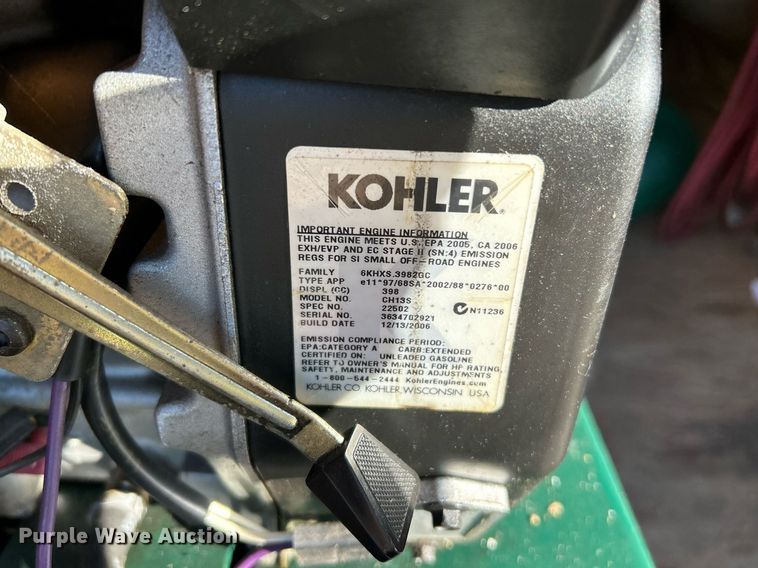 KOHLER®
IMPORTANT ENGINE INFORMATION
THIS ENGINE MEETS U.S. EPA 2005, CA 2006
EXH/EVP AND EC STAGE II (SN:4) EMISSION
REGS FOR SI SMALL OFF-ROAD ENGINES
FAMILY 6KHXS.3982GC
TYPE APP e11*97/68SA*2002/88*0276*00
DISPL (CC) 398
MODEL NO. CH13S
SPEC NO. 22502 N11236
SERIAL NO. 3634702921
BUILD DATE 12/13/2006
EMISSION COMPLIANCE PERIOD:
EPA:CATEGORY A CARB:EXTENDED
CERTIFIED ON: UNLEADED GASOLINE
REFER TO OWNER'S MANUAL FOR HP RATING,
SAFETY, MAINTENANCE AND ADJUSTMENTS
1-800-544-2444 KohlerEngines.com
KOHLER CO. KOHLER, WISCONSIN USA
Purple Wave Auction